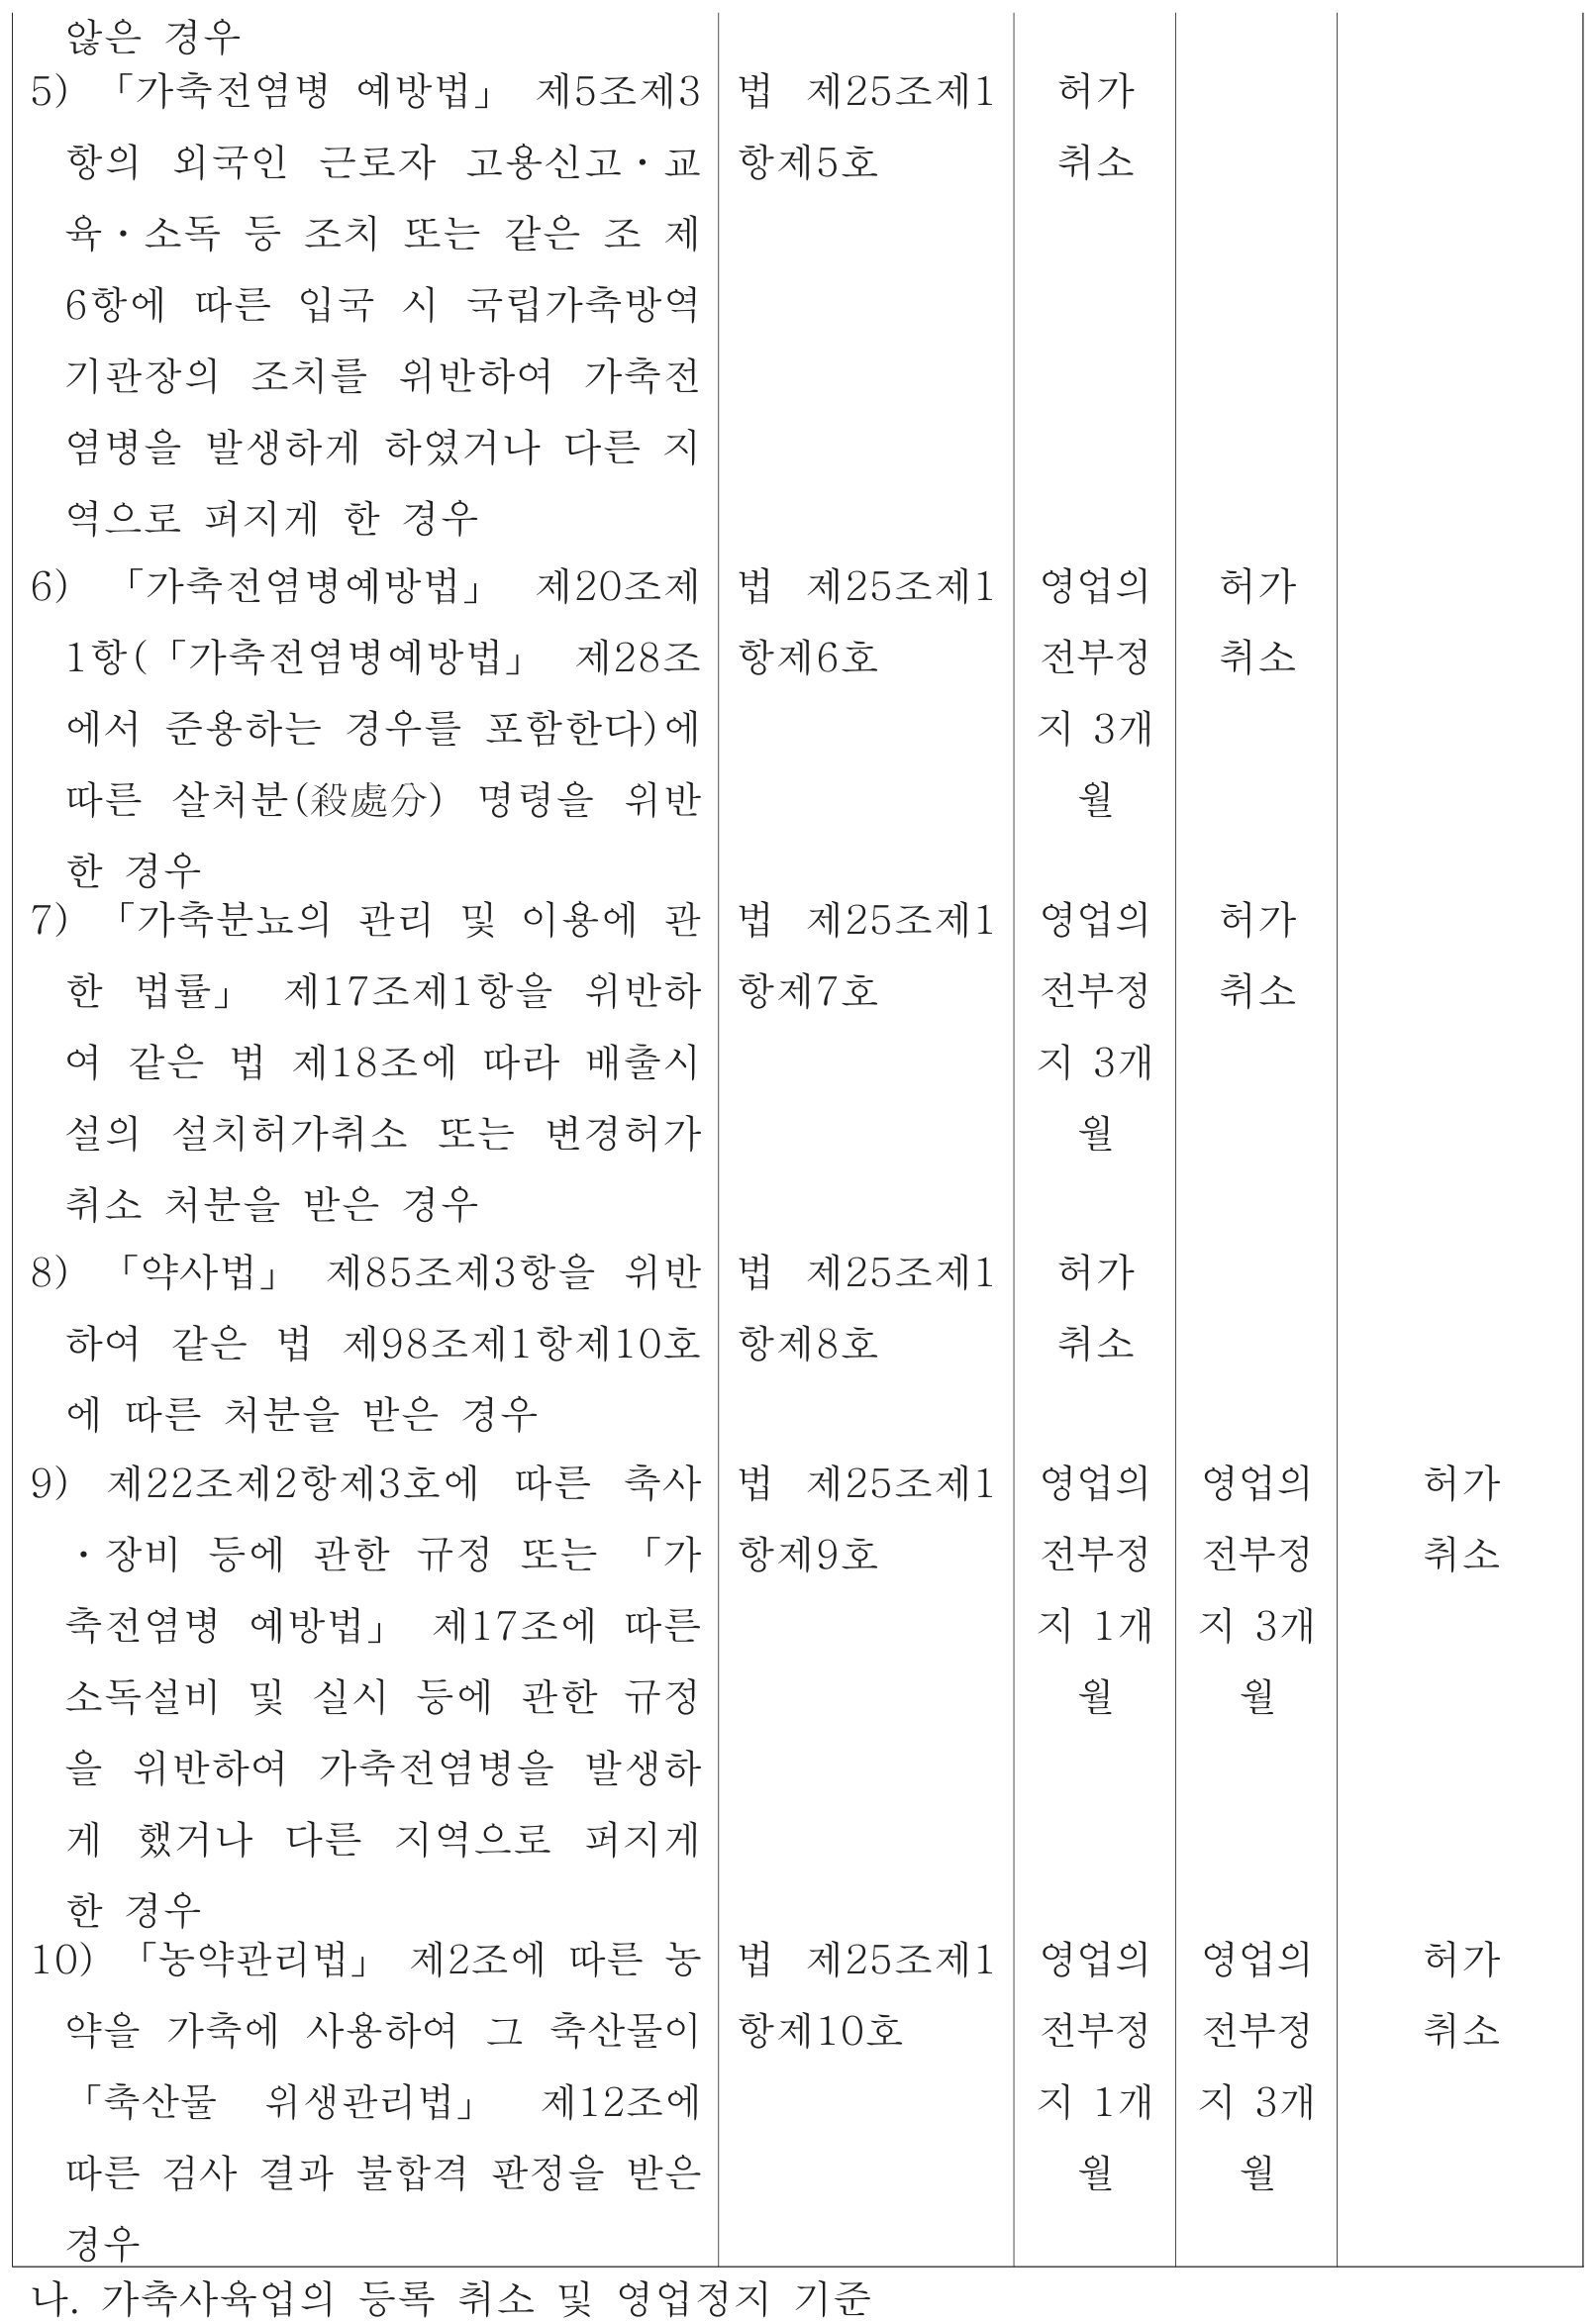 않은 경우
5) 「가축전염병 예방법」 제5조제3 법 제25조제1 허가
항의 외국인 근로자 고용신고·교 항제5호 취소
육·소독 등 조치 또는 같은 조 제
6항에 따른 입국 시 국립가축방역
기관장의 조치를 위반하여 가축전
염병을 발생하게 하였거나 다른 지
역으로 퍼지게 한 경우
6) 「가축전염병예방법」 제20조제 법 제25조제1 영업의 허가
1항(「가축전염병예방법」 제28조 항제6호 전부정 취소
에서 준용하는 경우를 포함한다)에 지 3개
따른 살처분(殺處分) 명령을 위반 월
한 경우
7) 「가축분뇨의 관리 및 이용에 관 법 제25조제1 영업의 허가
한 법률」 제17조제1항을 위반하 항제7호 전부정 취소
여 같은 법 제18조에 따라 배출시 지 3개
설의 설치허가취소 또는 변경허가 월
취소 처분을 받은 경우
8) 「약사법」 제85조제3항을 위반 법 제25조제1 허가
하여 같은 법 제98조제1항제10호 항제8호 취소
에 따른 처분을 받은 경우
9) 제22조제2항제3호에 따른 축사 법 제25조제1 영업의 영업의 허가
·장비 등에 관한 규정 또는 「가 항제9호 전부정 전부정 취소
축전염병 예방법」 제17조에 따른 지 1개 지 3개
소독설비 및 실시 등에 관한 규정 월 월
을 위반하여 가축전염병을 발생하
게 했거나 다른 지역으로 퍼지게
한 경우
10) 「농약관리법」 제2조에 따른 농 법 제25조제1 영업의 영업의 허가
약을 가축에 사용하여 그 축산물이 항제10호 전부정 전부정 취소
「축산물 위생관리법」 제12조에 지 1개 지 3개
따른 검사 결과 불합격 판정을 받은 월 월
경우
나. 가축사육업의 등록 취소 및 영업정지 기준